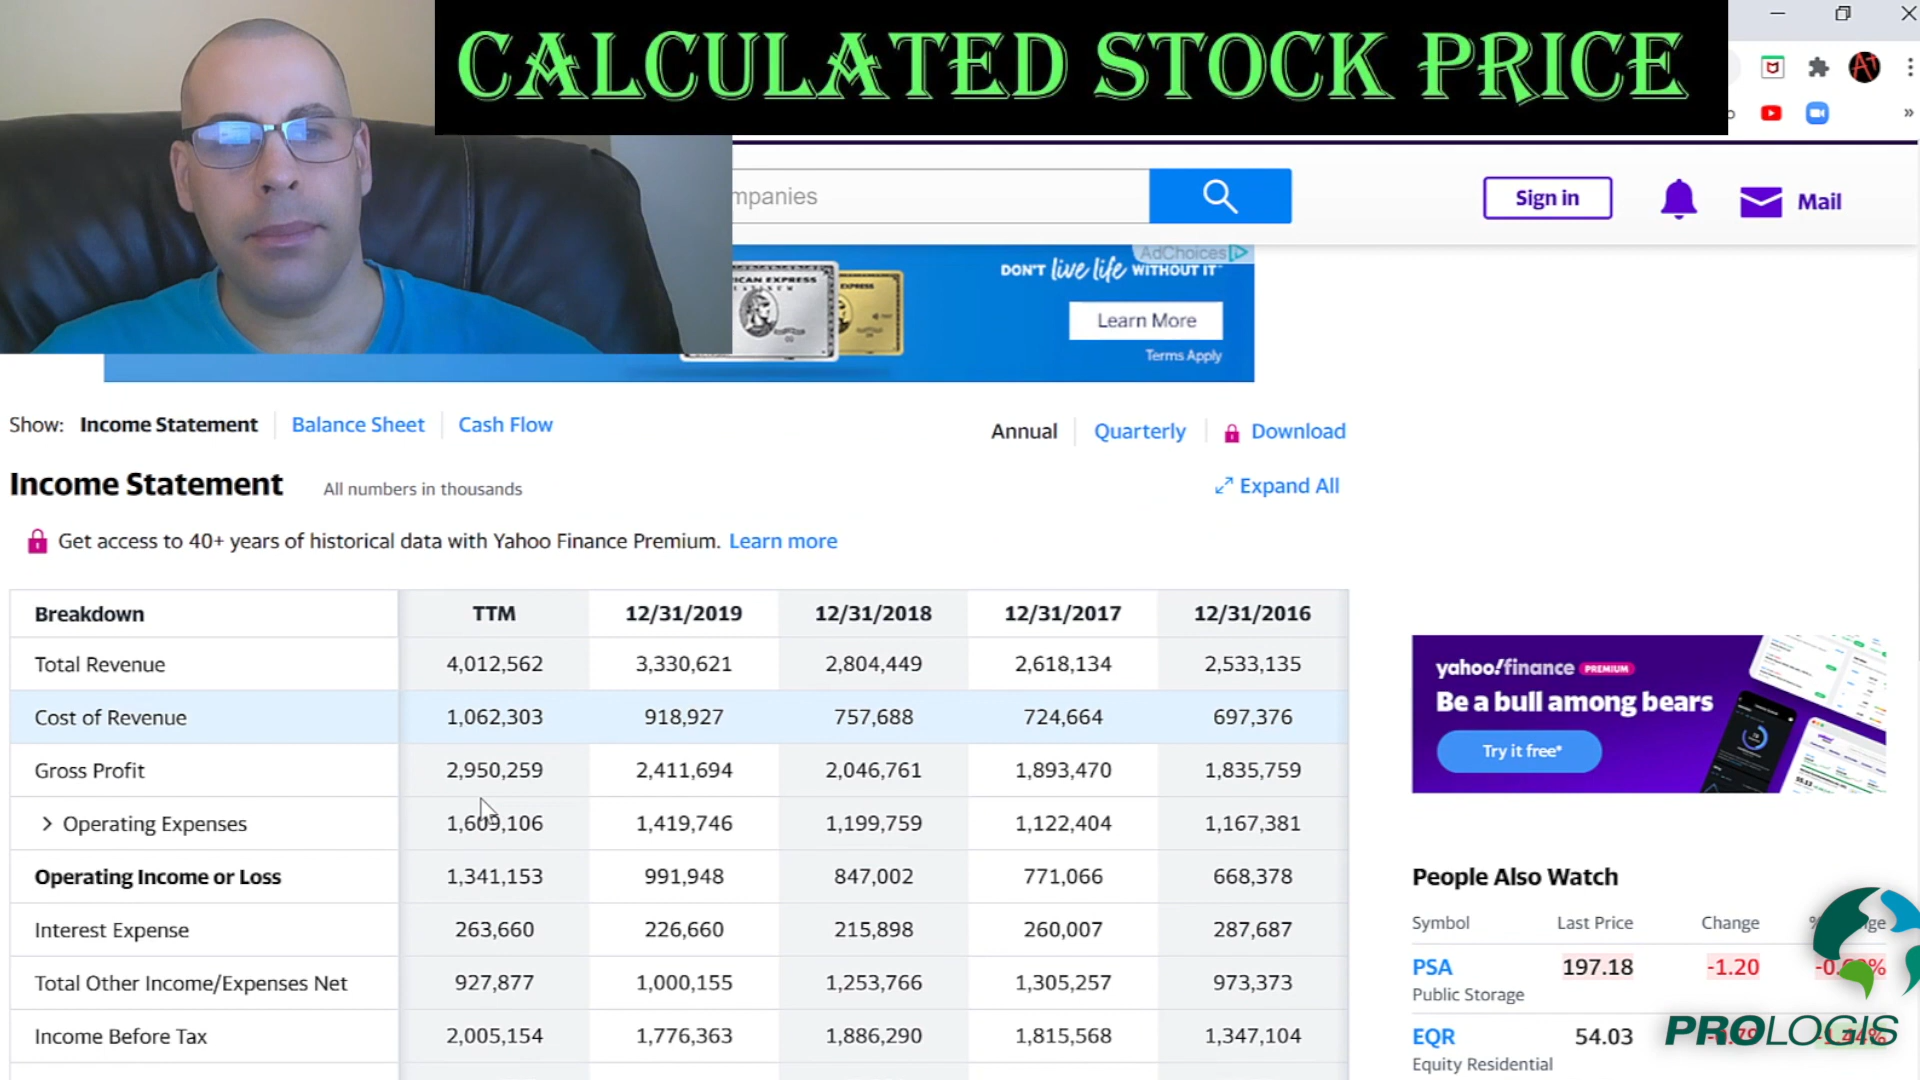 CALCULATED STOCK PRICE
mpanies
Sign in
Mail
AdChoices
DON'T live life WITHOUT IT
Learn More
Terms Apply
Show: Income Statement Balance Sheet Cash Flow
Annual Quarterly Download
Income Statement All numbers in thousands
Expand All
Get access to 40+ years of historical data with Yahoo Finance Premium. Learn more
Breakdown TTM 12/31/2019 12/31/2018 12/31/2017 12/31/2016
Total Revenue 4,012,562 3,330,621 2,804,449 2,618,134 2,533,135
Cost of Revenue 1,062,303 918,927 757,688 724,664 697,376
Gross Profit 2,950,259 2,411,694 2,046,761 1,893,470 1,835,759
> Operating Expenses 1,609,106 1,419,746 1,199,759 1,122,404 1,167,381
Operating Income or Loss 1,341,153 991,948 847,002 771,066 668,378
Interest Expense 263,660 226,660 215,898 260,007 287,687
Total Other Income/Expenses Net 927,877 1,000,155 1,253,766 1,305,257 973,373
Income Before Tax 2,005,154 1,776,363 1,886,290 1,815,568 1,347,104
yahoo!finance PREMIUM
Be a bull among bears
Try it free*
People Also Watch
Symbol Last Price Change
PSA 197.18 -1.20
Public Storage
EQR 54.03
Equity Residential
PROLOGIS